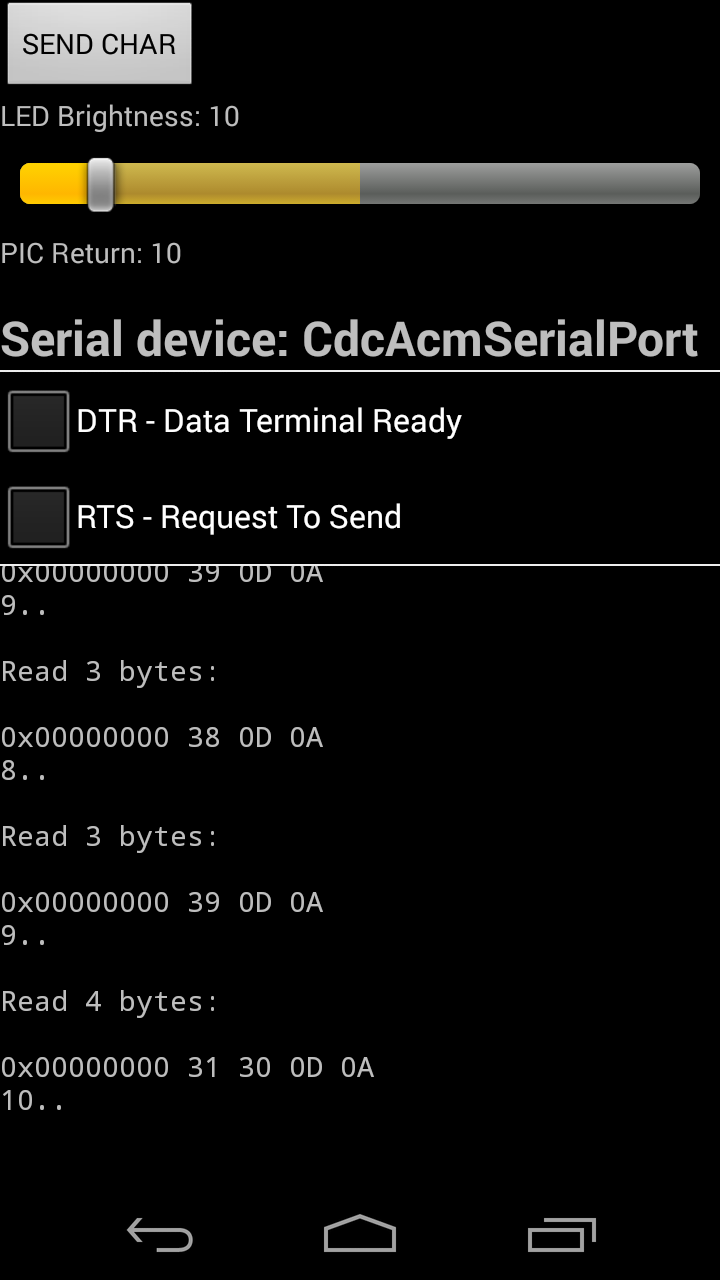 SEND CHAR
LED Brightness: 10
PIC Return: 10
Serial device: CdcAcmSerialPort
DTR - Data Terminal Ready
RTS - Request To Send
0x00000000 39 0D 0A
9..
Read 3 bytes:
0x00000000 38 0D 0A
8..
Read 3 bytes:
0x00000000 39 0D 0A
9..
Read 4 bytes:
0x00000000 31 30 0D 0A
10..